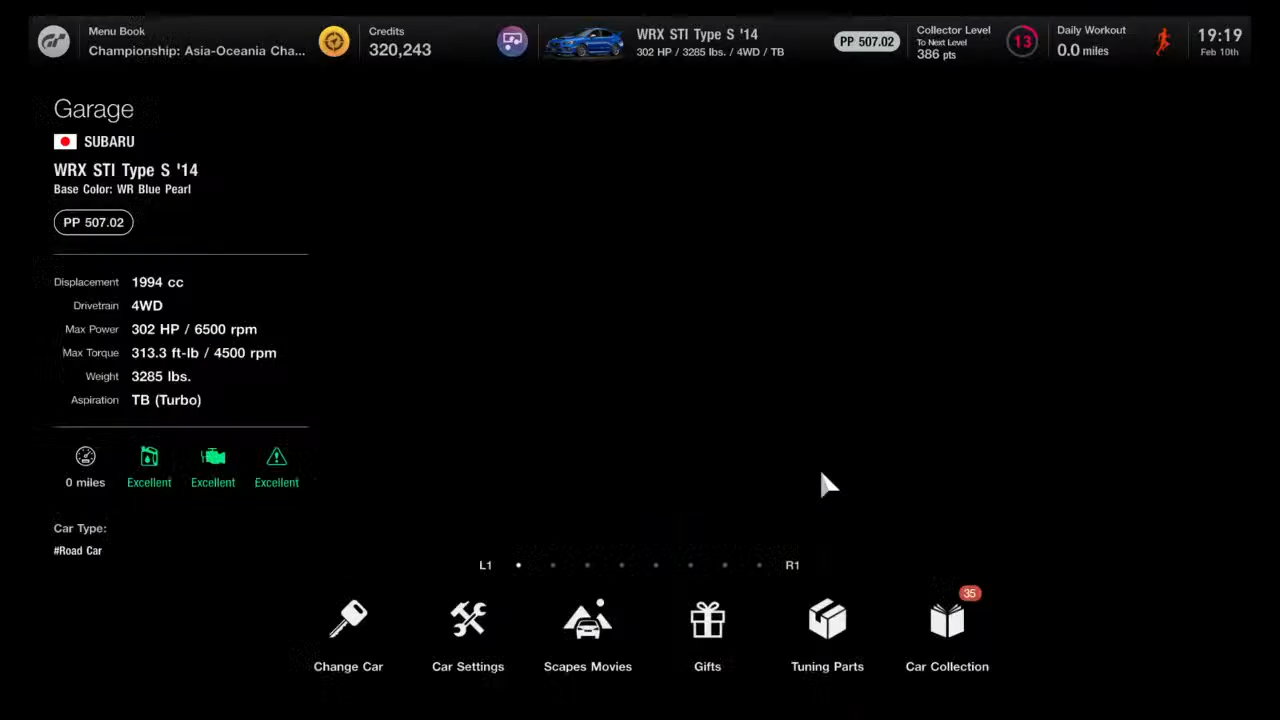 Menu Book
Championship: Asia-Oceania Cha...
Credits
320,243
WRX STI Type S '14
302 HP / 3285 lbs. / 4WD / TB
PP 507.02
Collector Level
To Next Level
386 pts
13
Daily Workout
0.0 miles
19:19
Feb 10th
Garage
SUBARU
WRX STI Type S '14
Base Color: WR Blue Pearl
PP 507.02
Displacement 1994 cc
Drivetrain 4WD
Max Power 302 HP / 6500 rpm
Max Torque 313.3 ft-lb / 4500 rpm
Weight 3285 lbs.
Aspiration TB (Turbo)
0 miles Excellent Excellent Excellent
Car Type:
#Road Car
L1 R1
35
Change Car Car Settings Scapes Movies Gifts Tuning Parts Car Collection